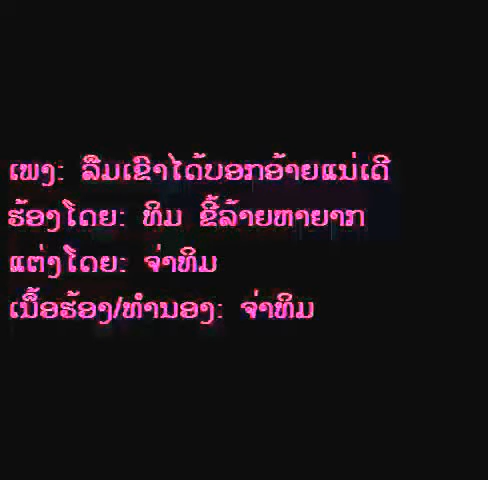 ເພງ: ລືມເຂົາໄດ້ບອກອ້າຍແນ່ເດີ
ຮ້ອງໂດຍ: ທິມ ຂີ້ລ້າຍຫາຍາກ
ແຕ່ງໂດຍ: ຈ່າທິມ
ເນື້ອຮ້ອງ/ທຳນອງ: ຈ່າທິມ